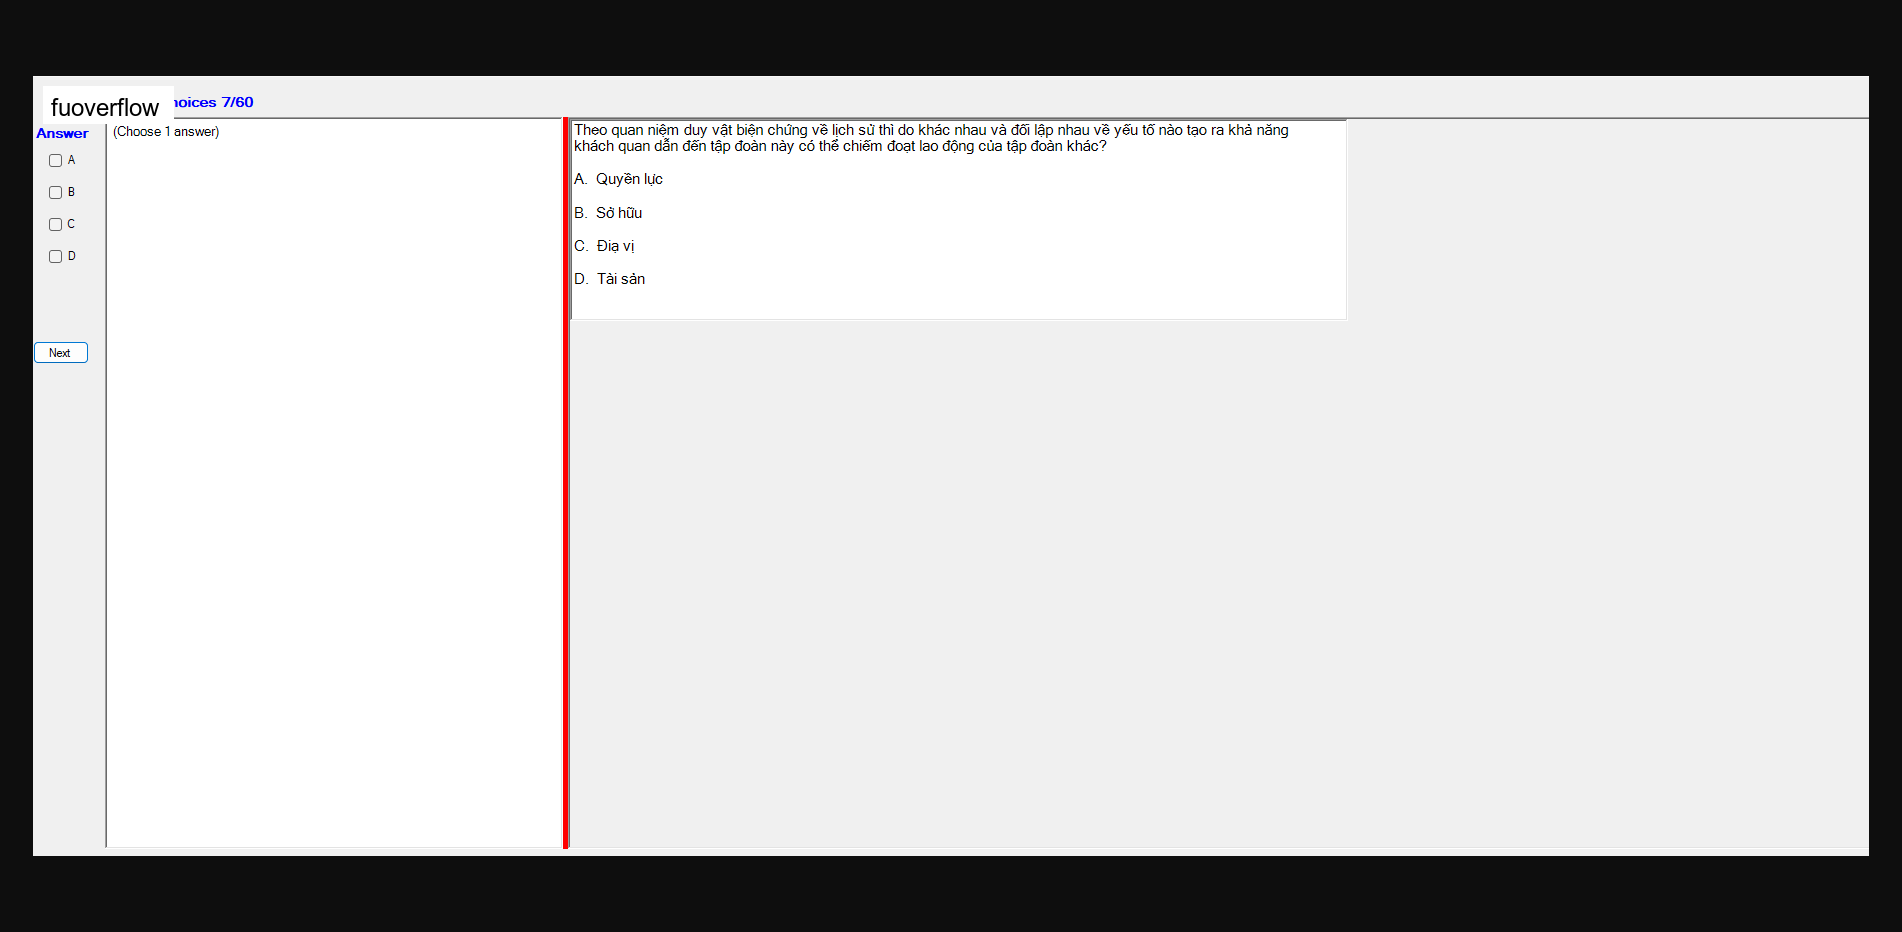 fuoverflow
hoices 7/60
Answer
(Choose 1 answer)
A
B
C
D
Next
Theo quan niệm duy vật biện chứng về lịch sử thì do khác nhau và đối lập nhau về yếu tố nào tạo ra khả năng
khách quan dẫn đến tập đoàn này có thể chiếm đoạt lao động của tập đoàn khác?
A. Quyền lực
B. Sở hữu
C. Địa vị
D. Tài sản